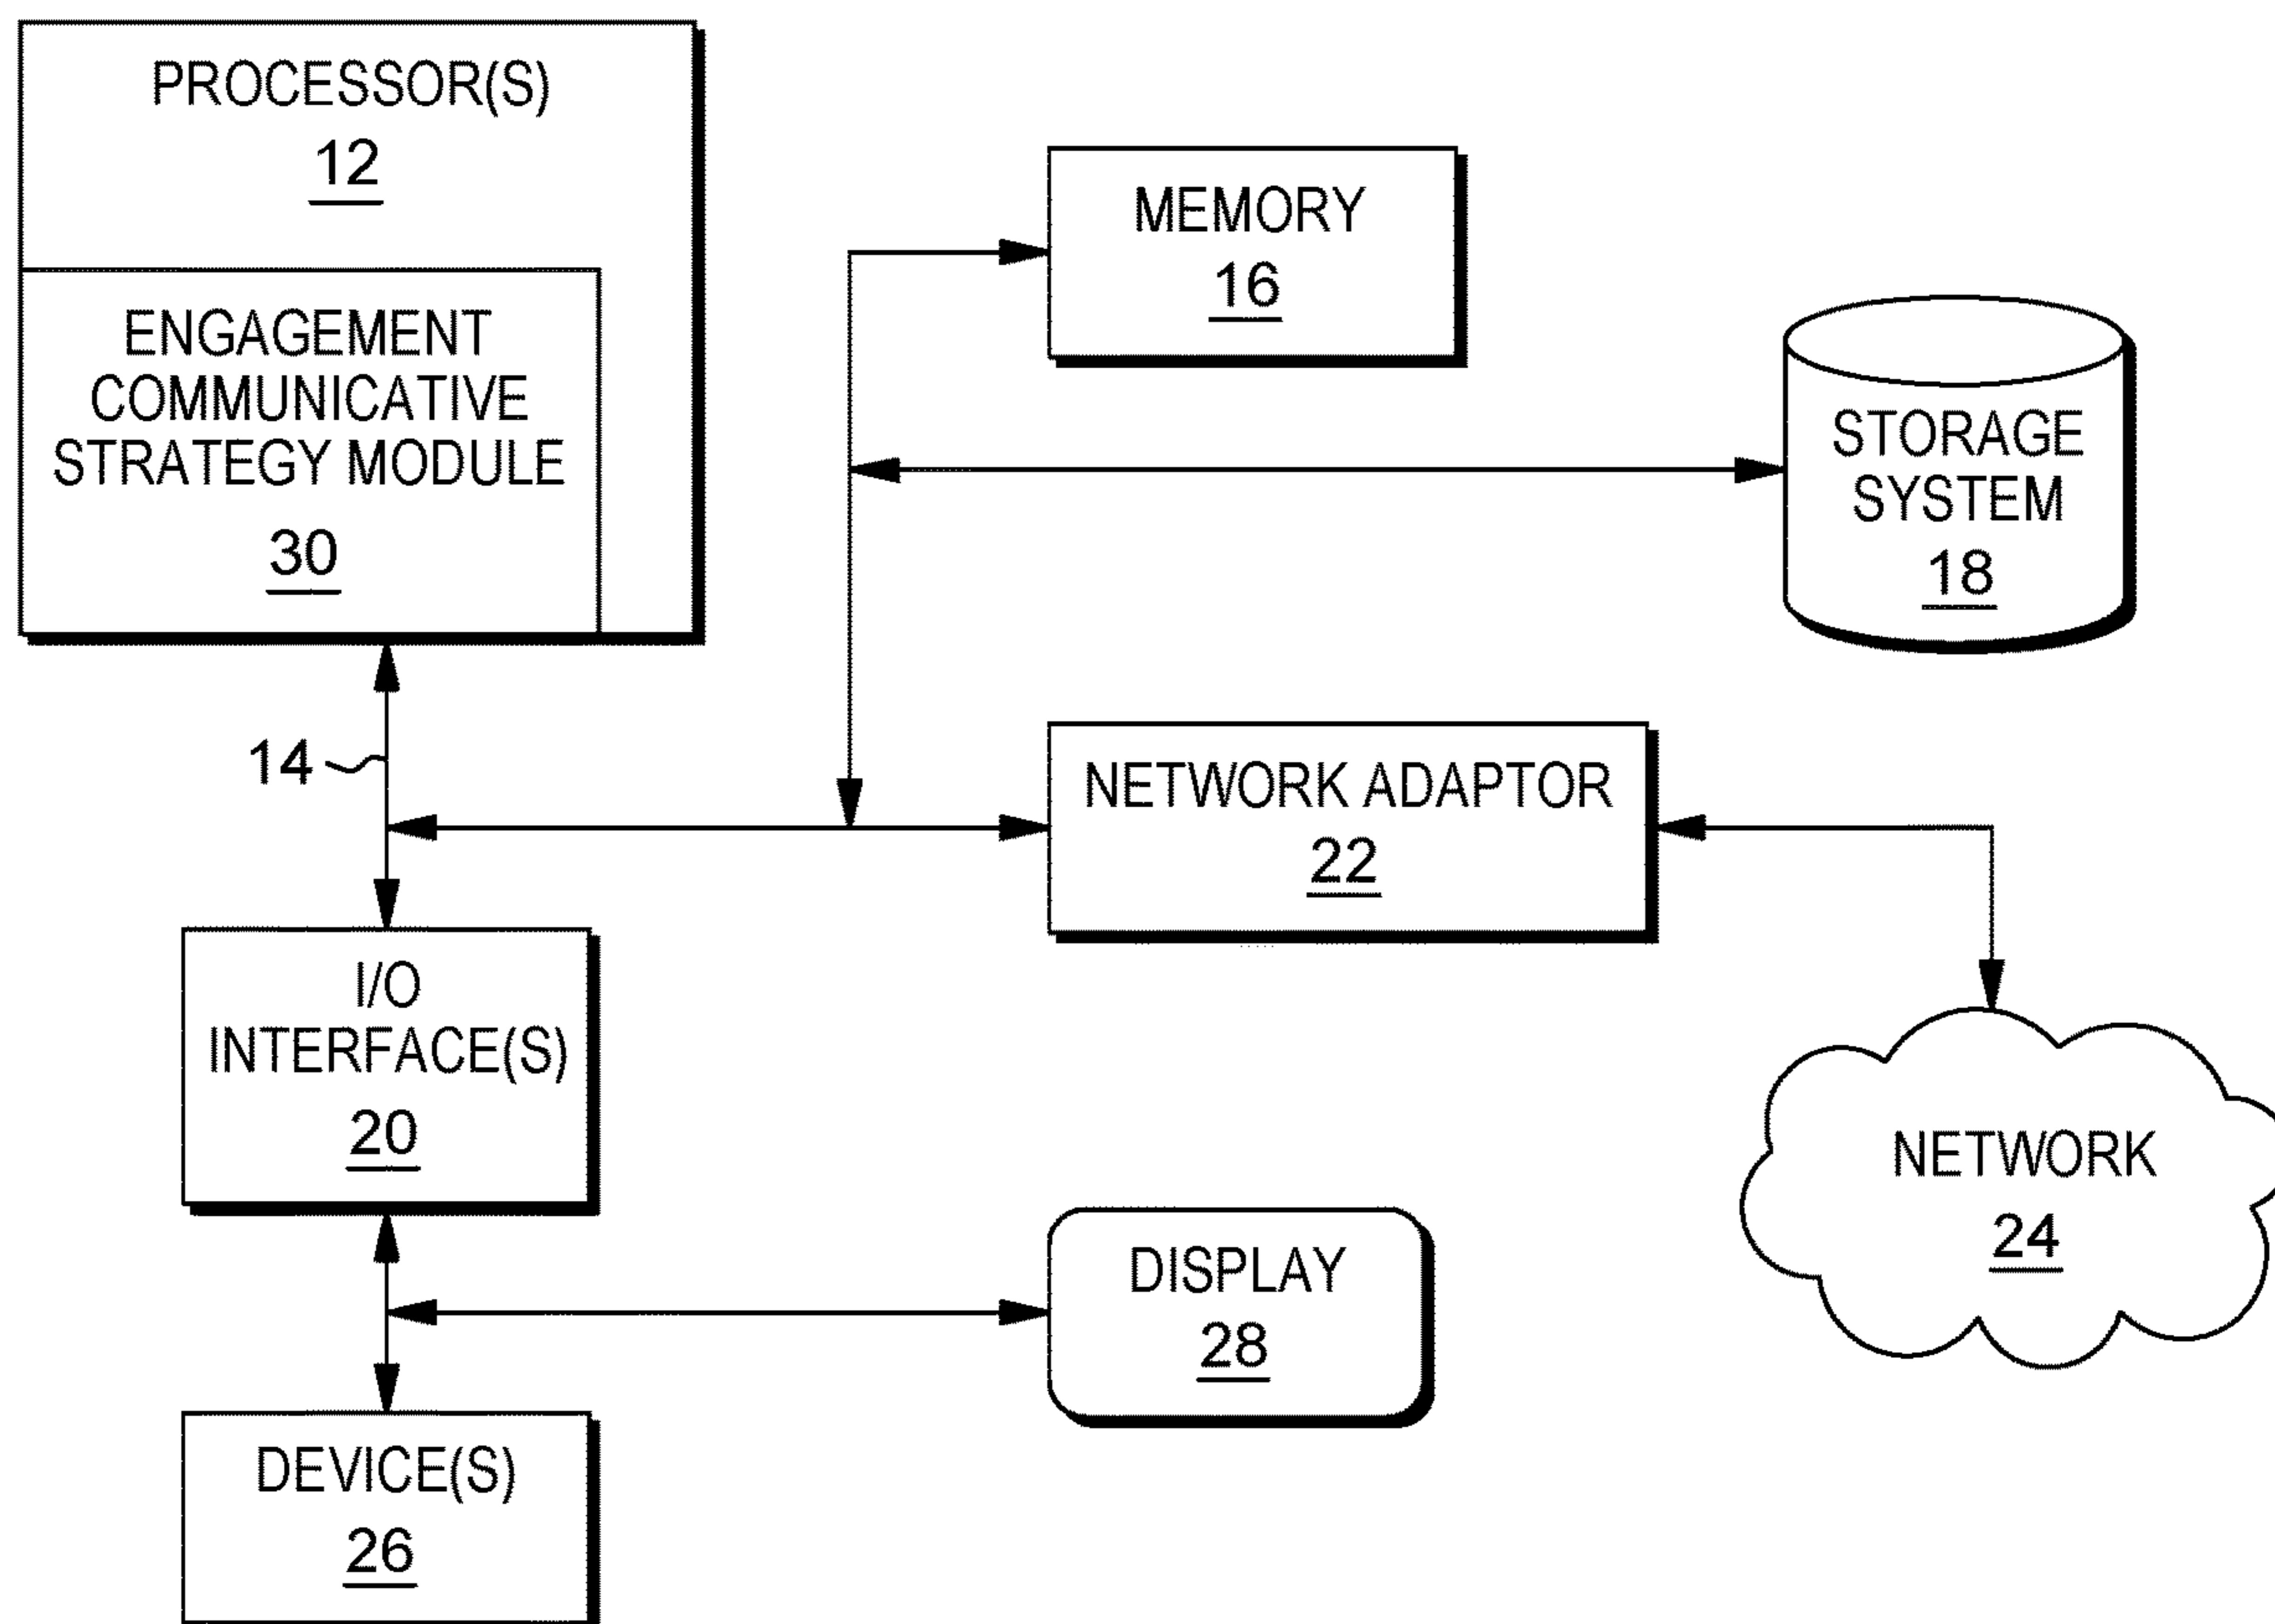 PROCESSOR(S)
12
ENGAGEMENT
COMMUNICATIVE
STRATEGY MODULE
30
MEMORY
16
STORAGE
SYSTEM
18
14
NETWORK ADAPTOR
22
I/O
INTERFACE(S)
20
NETWORK
24
DISPLAY
28
DEVICE(S)
26